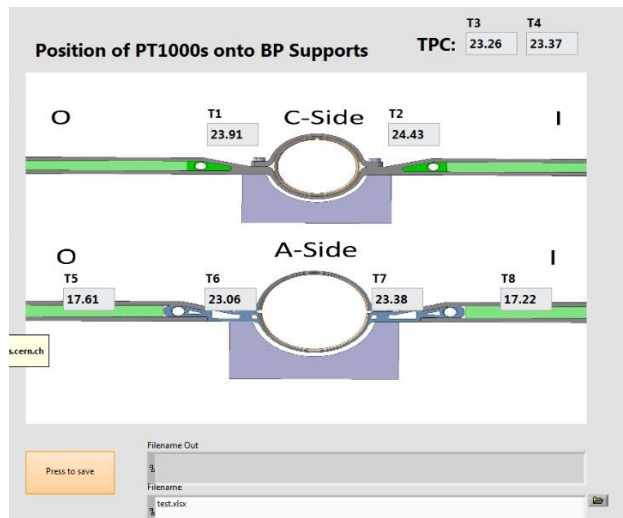 T3 T4
Position of PT1000s onto BP Supports TPC: 23.26 23.37
O T1 C-Side T2 I
23.91 24.43
O A-Side I
T5 T6 T7 T8
17.61 23.06 23.38 17.22
s.cern.ch
Filename Out
Press to save
Filename
test.xlsx